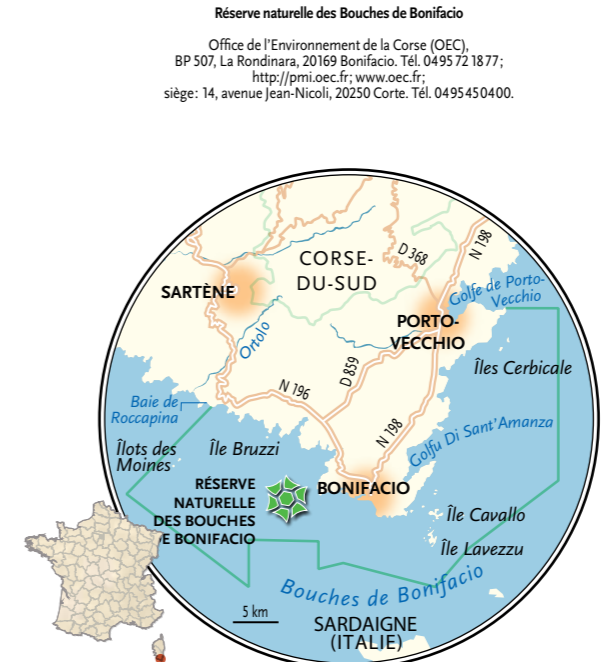 Réserve naturelle des Bouches de Bonifacio
Office de l'Environnement de la Corse (OEC),
BP 507, La Rondinara, 20169 Bonifacio. Tél. 0495 72 1877;
http://pmi.oec.fr; www.oec.fr;
siège: 14, avenue Jean-Nicoli, 20250 Corte. Tél. 0495450400.
CORSE-
DU-SUD
D 368
N 198
SARTÈNE
Golfe de Porto-
Vecchio
PORTO-
VECCHIO
Ortolo
D 859
Îles Cerbicale
N 196
Baie de
Roccapina
N 198
Golfu Di Sant'Amanza
Îlots des
Moines
Île Bruzzi
RÉSERVE
NATURELLE
DES BOUCHES
E BONIFACIO
BONIFACIO
Île Cavallo
Île Lavezzu
Bouches de Bonifacio
5 km
SARDAIGNE
(ITALIE)